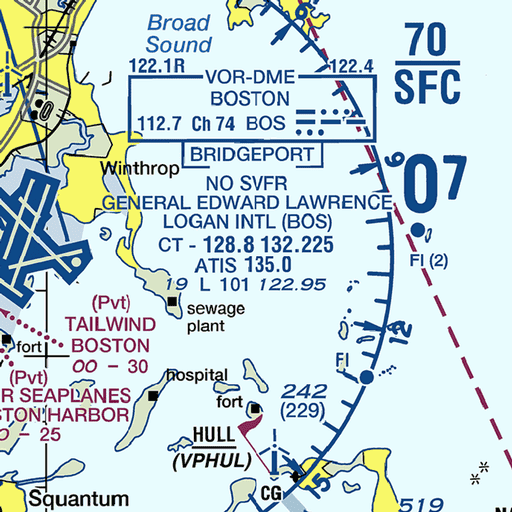 Broad
Sound
70
SFC
122.1R
122.4
VOR-DME
BOSTON
112.7 Ch 74 BOS
BRIDGEPORT
Winthrop
NO SVFR
GENERAL EDWARD LAWRENCE
LOGAN INTL (BOS)
CT - 128.8 132.225
ATIS 135.0
19 L 101 122.95
6
07
Fl (2)
(Pvt)
TAILWIND
BOSTON
00 - 30
sewage
plant
fort
12
Fl
(Pvt)
R SEAPLANES
STON HARBOR
0 - 25
hospital
fort
242
(229)
HULL
(VPHUL)
CG
15
Squantum
519